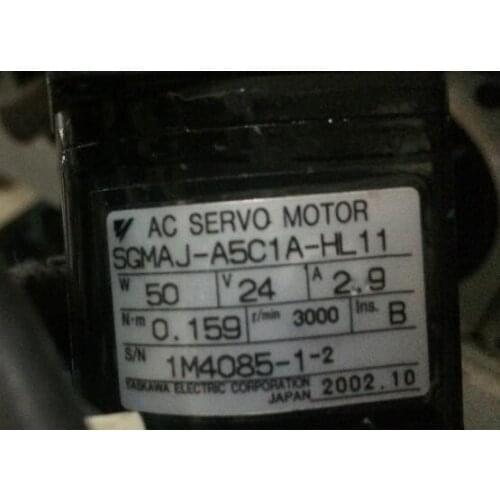 AC SERVO MOTOR
SGMAJ-A5C1A-HL11
W 50 V 24 A 2.9
N·m 0.159 r/min 3000 Ins. B
S/N 1M4085-1-2
YASKAWA ELECTRIC CORPORATION
JAPAN 2002.10